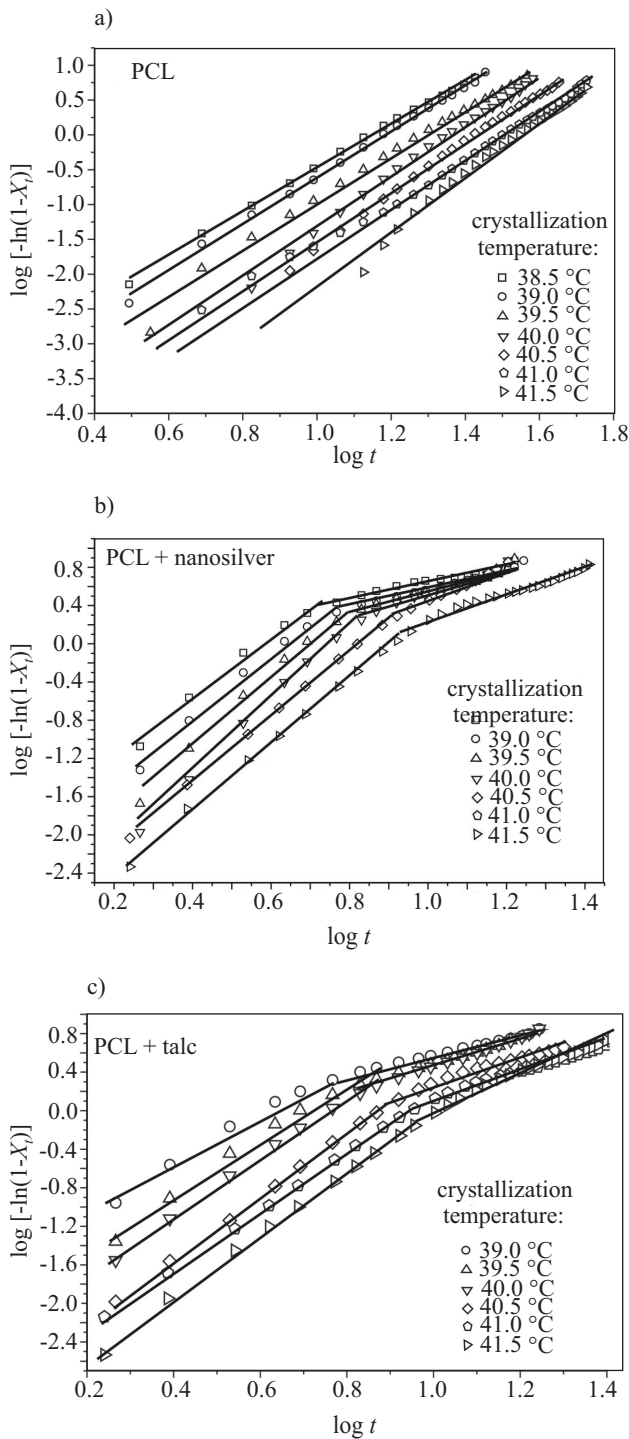 a)
PCL
log [-ln(1-Xt)]
1.0
0.5
0.0
-0.5
-1.0
-1.5
-2.0
-2.5
-3.0
-3.5
-4.0
crystallization
temperature:
38.5 °C
39.0 °C
39.5 °C
40.0 °C
40.5 °C
41.0 °C
41.5 °C
0.4 0.6 0.8 1.0 1.2 1.4 1.6 1.8
log t
b)
PCL + nanosilver
log [-ln(1-Xt)]
0.8
0.4
0.0
-0.4
-0.8
-1.2
-1.6
-2.0
-2.4
crystallization
temperature:
39.0 °C
39.5 °C
40.0 °C
40.5 °C
41.0 °C
41.5 °C
0.2 0.4 0.6 0.8 1.0 1.2 1.4
log t
c)
PCL + talc
log [-ln(1-Xt)]
0.8
0.4
0.0
-0.4
-0.8
-1.2
-1.6
-2.0
-2.4
crystallization
temperature:
39.0 °C
39.5 °C
40.0 °C
40.5 °C
41.0 °C
41.5 °C
0.2 0.4 0.6 0.8 1.0 1.2 1.4
log t